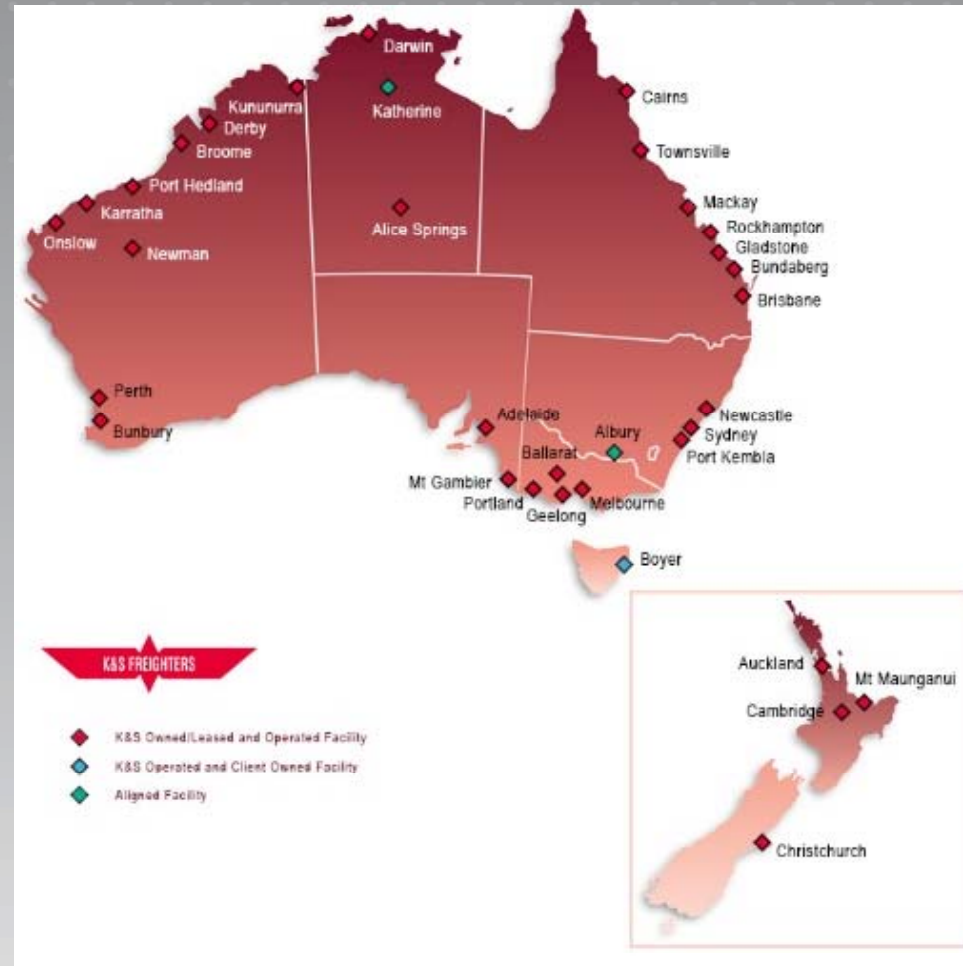 Darwin
Katherine
Kununurra
Derby
Broome
Port Hedland
Karratha
Onslow
Newman
Alice Springs
Cairns
Townsville
Mackay
Rockhampton
Gladstone
Bundaberg
Brisbane
Perth
Bunbury
Adelaide
Albury
Ballarat
Newcastle
Sydney
Port Kembla
Mt Gambier
Portland
Geelong
Melbourne
Boyer
K&S FREIGHTERS
K&S Owned/Leased and Operated Facility
K&S Operated and Client Owned Facility
Aligned Facility
Auckland
Mt Maunganui
Cambridge
Christchurch